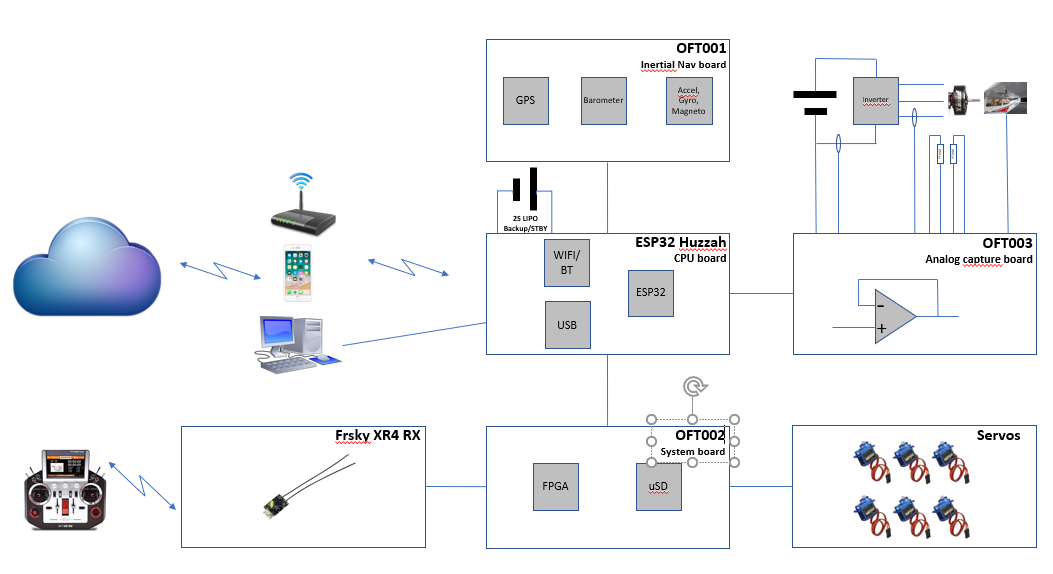 OFT001
Inertial Nav board
GPS
Barometer
Accel,
Gyro,
Magneto
Inverter
2S LIPO
Backup/STBY
ESP32 Huzzah
CPU board
WIFI/
BT
ESP32
USB
OFT003
Analog capture board
-
+
Frsky XR4 RX
OFT002
System board
FPGA
uSD
Servos